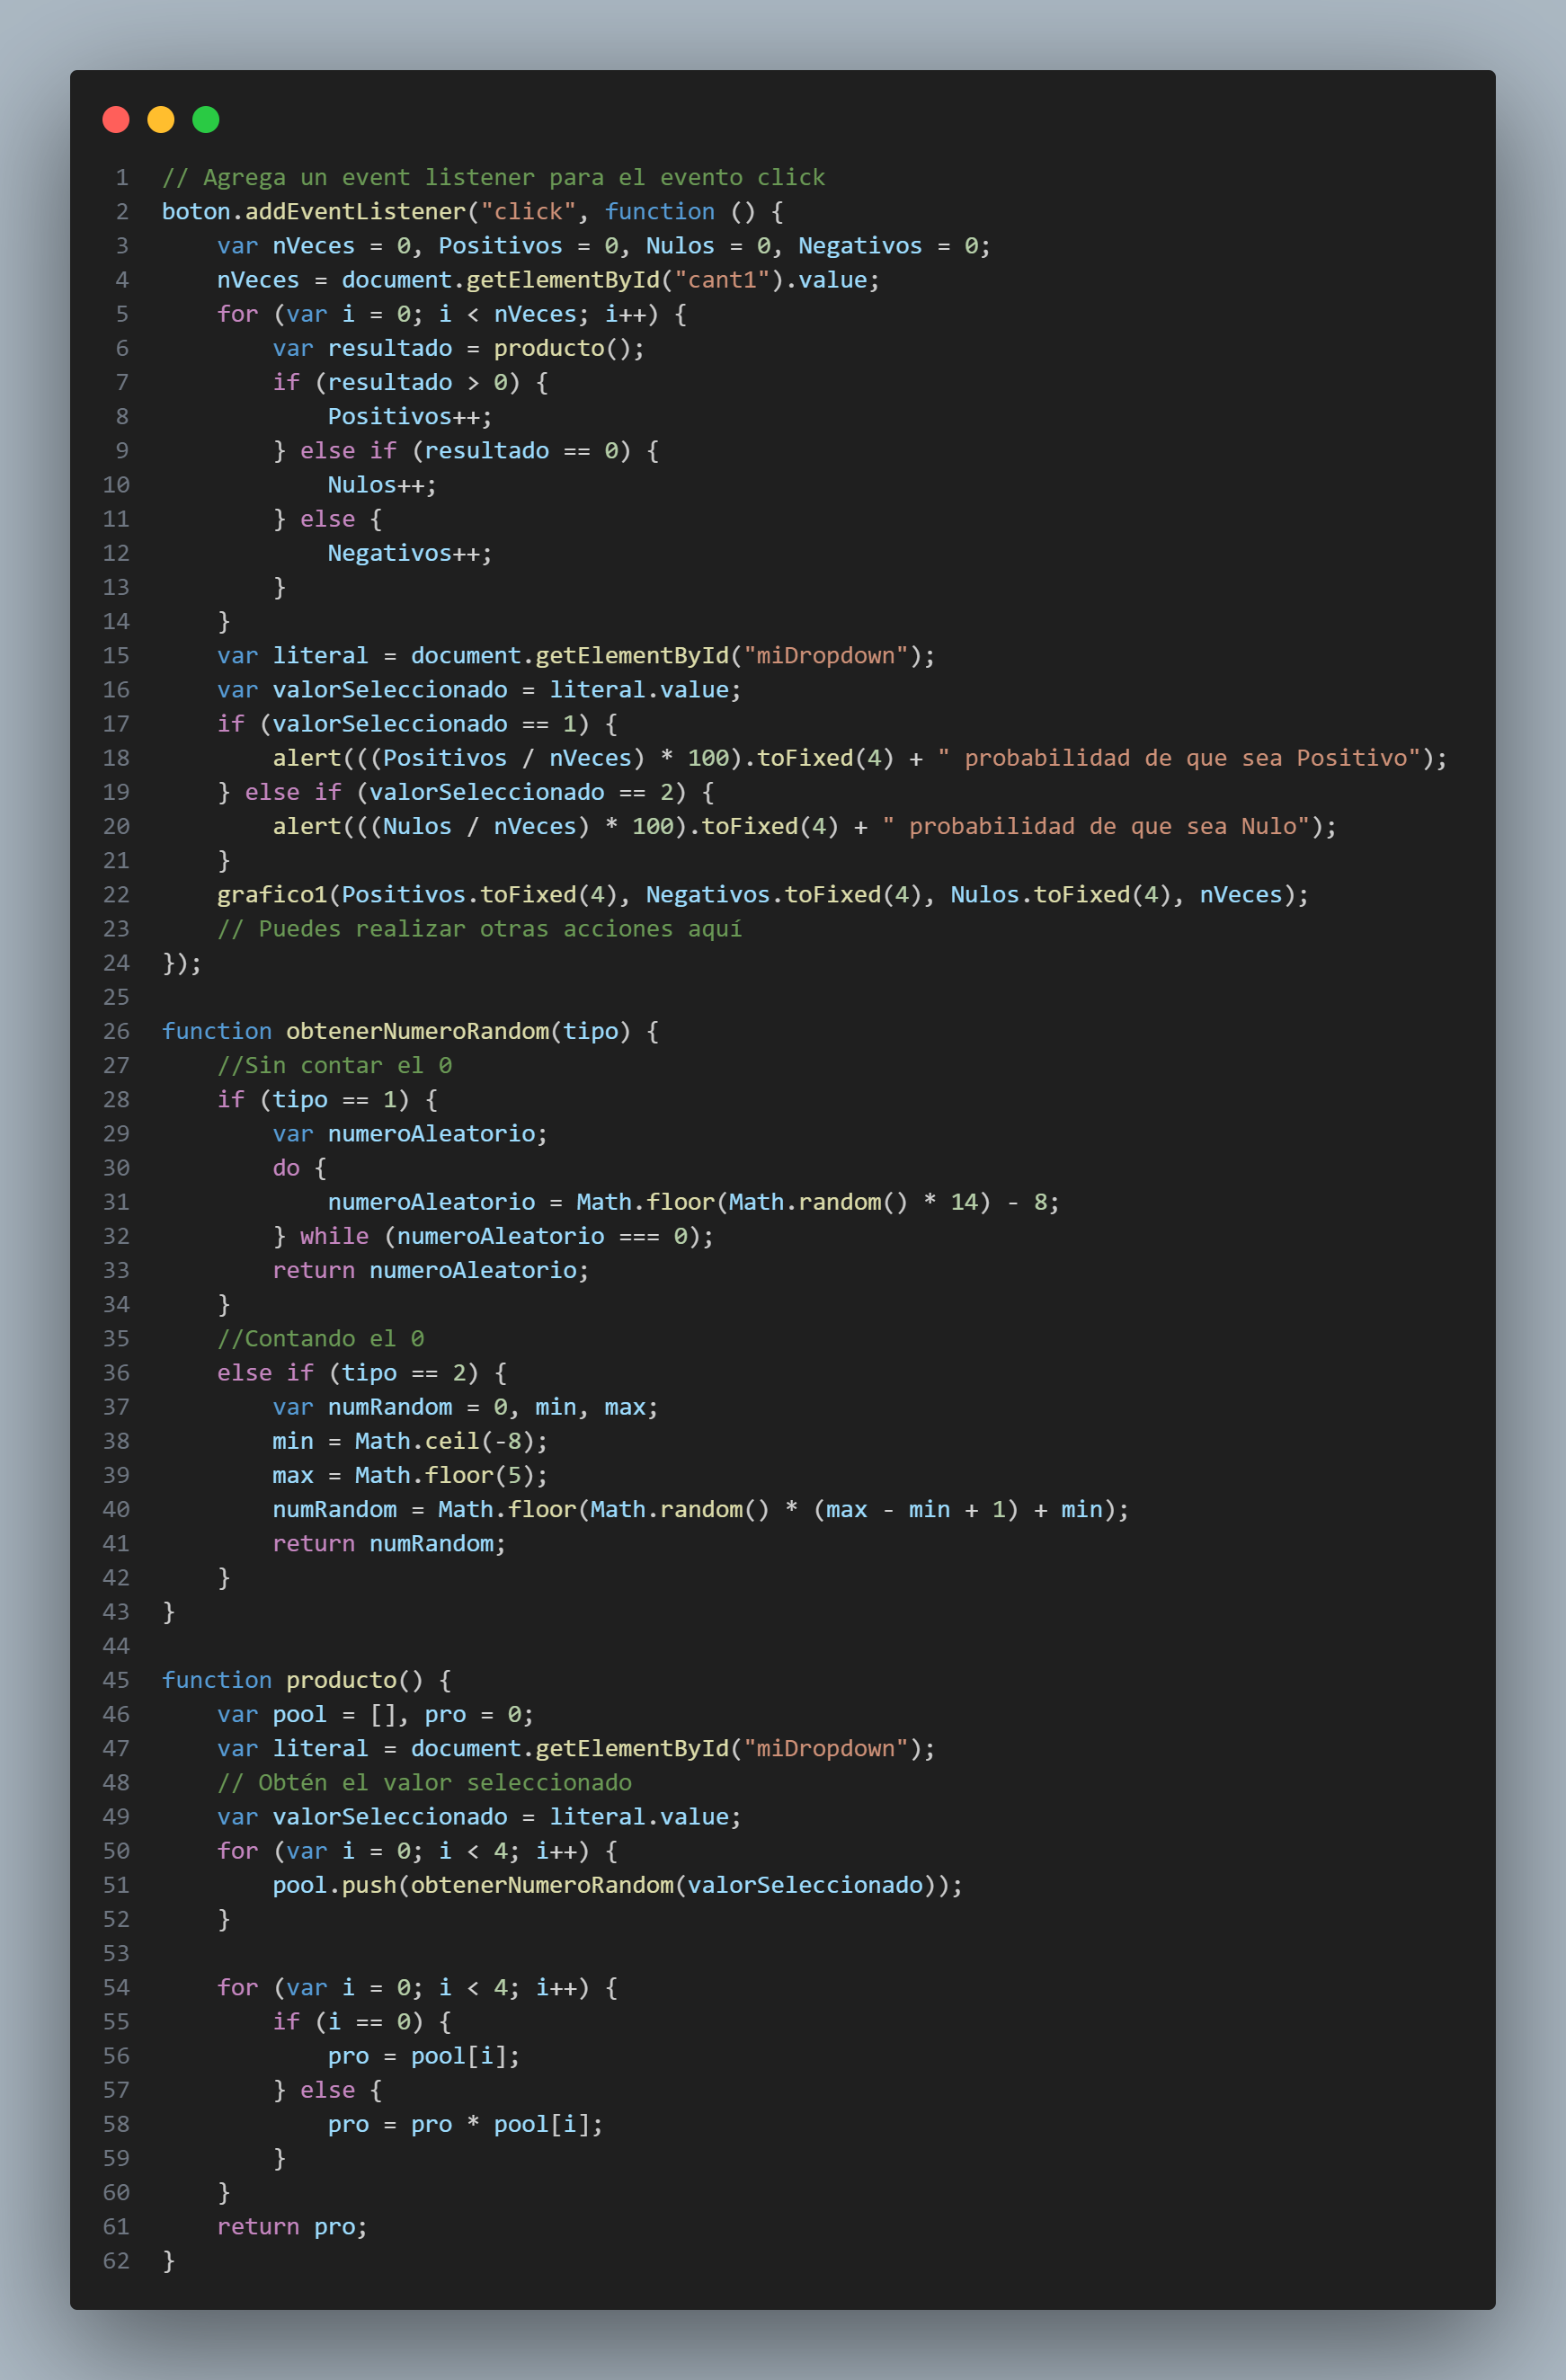 1 // Agrega un event listener para el evento click
2 boton.addEventListener("click", function () {
3     var nVeces = 0, Positivos = 0, Nulos = 0, Negativos = 0;
4     nVeces = document.getElementById("cant1").value;
5     for (var i = 0; i < nVeces; i++) {
6         var resultado = producto();
7         if (resultado > 0) {
8             Positivos++;
9         } else if (resultado == 0) {
10             Nulos++;
11         } else {
12             Negativos++;
13         }
14     }
15     var literal = document.getElementById("miDropdown");
16     var valorSeleccionado = literal.value;
17     if (valorSeleccionado == 1) {
18         alert(((Positivos / nVeces) * 100).toFixed(4) + " probabilidad de que sea Positivo");
19     } else if (valorSeleccionado == 2) {
20         alert(((Nulos / nVeces) * 100).toFixed(4) + " probabilidad de que sea Nulo");
21     }
22     grafico1(Positivos.toFixed(4), Negativos.toFixed(4), Nulos.toFixed(4), nVeces);
23     // Puedes realizar otras acciones aquí
24 });
25
26 function obtenerNumeroRandom(tipo) {
27     //Sin contar el 0
28     if (tipo == 1) {
29         var numeroAleatorio;
30         do {
31             numeroAleatorio = Math.floor(Math.random() * 14) - 8;
32         } while (numeroAleatorio === 0);
33         return numeroAleatorio;
34     }
35     //Contando el 0
36     else if (tipo == 2) {
37         var numRandom = 0, min, max;
38         min = Math.ceil(-8);
39         max = Math.floor(5);
40         numRandom = Math.floor(Math.random() * (max - min + 1) + min);
41         return numRandom;
42     }
43 }
44
45 function producto() {
46     var pool = [], pro = 0;
47     var literal = document.getElementById("miDropdown");
48     // Obtén el valor seleccionado
49     var valorSeleccionado = literal.value;
50     for (var i = 0; i < 4; i++) {
51         pool.push(obtenerNumeroRandom(valorSeleccionado));
52     }
53
54     for (var i = 0; i < 4; i++) {
55         if (i == 0) {
56             pro = pool[i];
57         } else {
58             pro = pro * pool[i];
59         }
60     }
61     return pro;
62 }